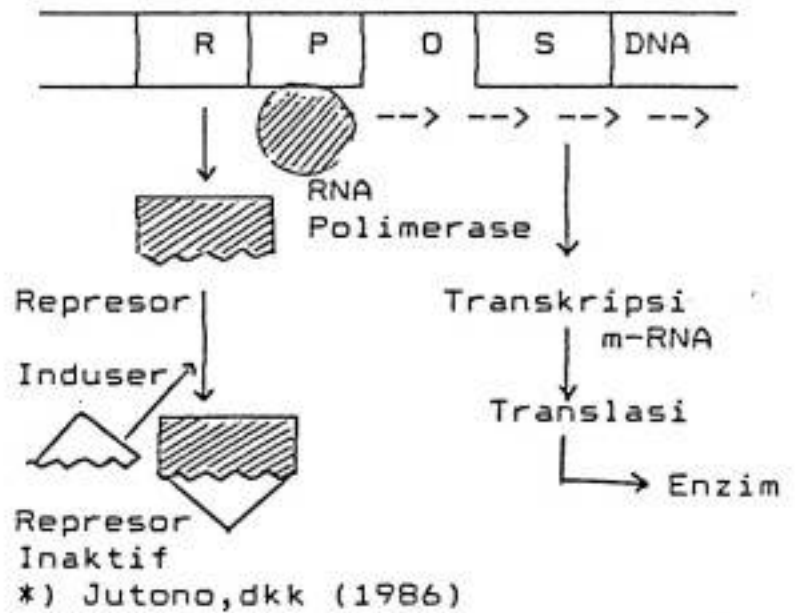 R P O S DNA
--> --> --> -->
RNA
Polimerase
Represor
Transkripsi
m-RNA
Induser
Translasi
Enzim
Represor
Inaktif
*) Jutono,dkk (1986)